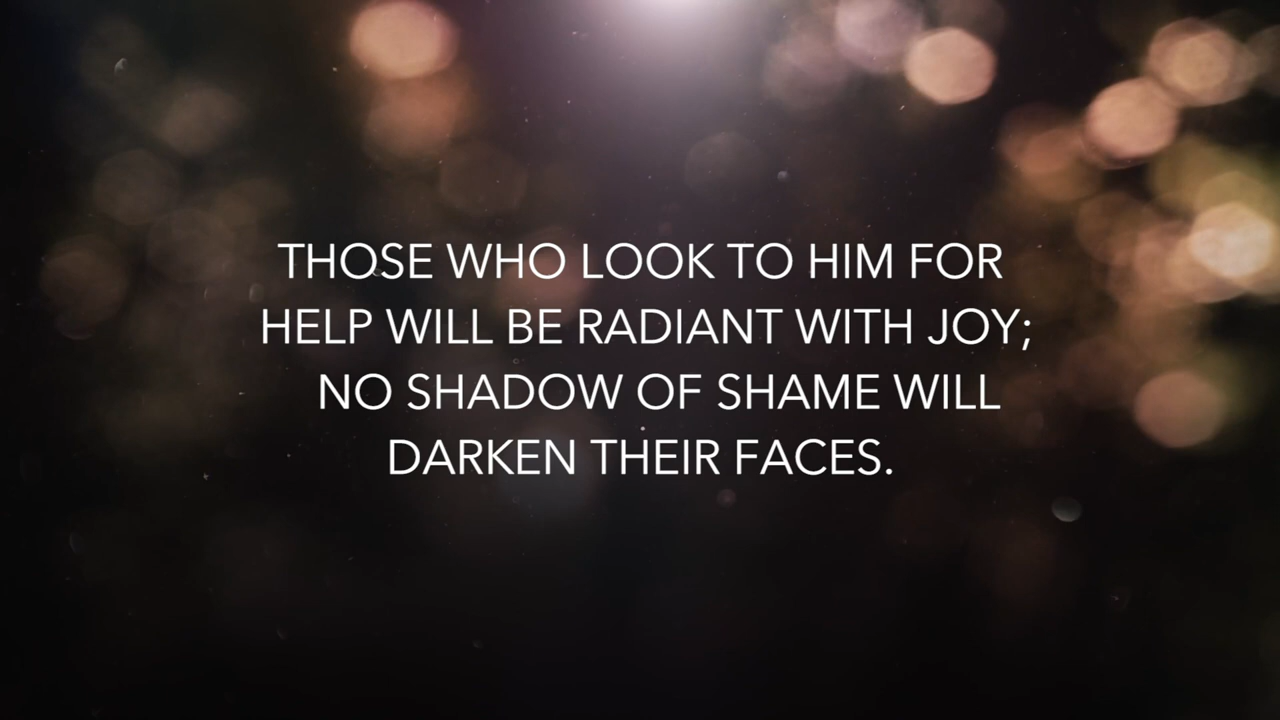 THOSE WHO LOOK TO HIM FOR
HELP WILL BE RADIANT WITH JOY;
NO SHADOW OF SHAME WILL
DARKEN THEIR FACES.